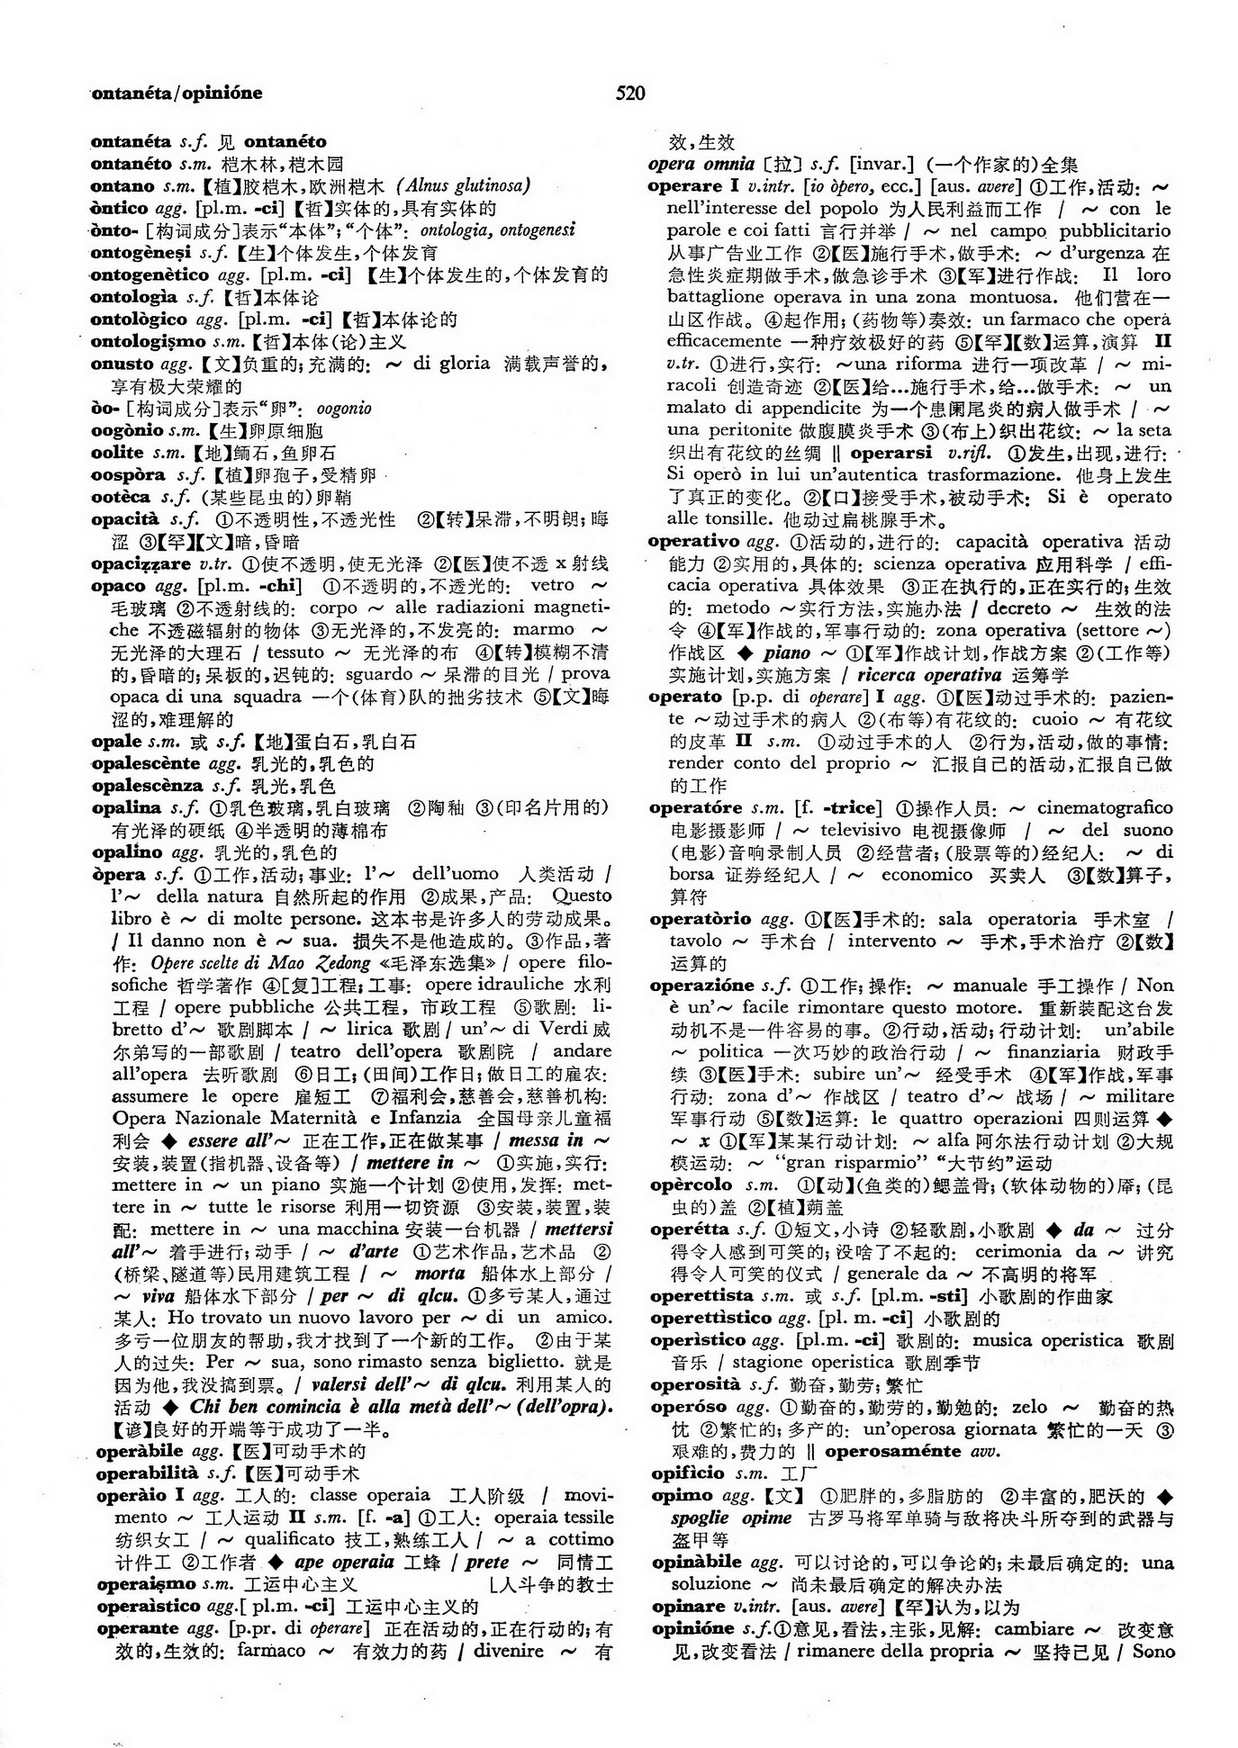 ontanéta/opinióne
520
ontanéta s.f. 见 ontanéto
ontanéto s.m. 桤木林,桤木园
ontano s.m.【植】胶桤木,欧洲桤木 (Alnus glutinosa)
òntico agg. [pl.m. -ci]【哲】实体的,具有实体的
ònto- [构词成分]表示“本体”;“个体”: ontologia, ontogenesi
ontogèneṣi s.f.【生】个体发生,个体发育
ontogenètico agg. [pl.m. -ci] 【生】个体发生的,个体发育的
ontologìa s.f.【哲】本体论
ontològico agg. [pl.m. -ci]【哲】本体论的
ontologiṣmo s.m.【哲】本体(论)主义
onusto agg.【文】负重的;充满的: ~ di gloria 满载声誉的,
享有极大荣耀的
òo- [构词成分]表示“卵”: oogonio
oogònio s.m.【生】卵原细胞
oolite s.m.【地】鲕石,鱼卵石
oospòra s.f.【植】卵孢子,受精卵
ootèca s.f. (某些昆虫的)卵鞘
opacità s.f. ①不透明性,不透光性 ②【转】呆滞,不明朗;晦
涩 ③【罕】【文】暗,昏暗
opaciẓẓare v.tr. ①使不透明,使无光泽 ②【医】使不透 x 射线
opaco agg. [pl.m. -chi] ①不透明的,不透光的: vetro ~
毛玻璃 ②不透射线的: corpo ~ alle radiazioni magneti-
che 不透磁辐射的物体 ③无光泽的,不发亮的: marmo ~
无光泽的大理石 / tessuto ~ 无光泽的布 ④【转】模糊不清
的,昏暗的;呆板的,迟钝的: sguardo ~ 呆滞的目光 / prova
opaca di una squadra 一个(体育)队的拙劣技术 ⑤【文】晦
涩的,难理解的
opale s.m. 或 s.f.【地】蛋白石,乳白石
opalescènte agg. 乳光的,乳色的
opalescènza s.f. 乳光,乳色
opalina s.f. ①乳色玻璃,乳白玻璃 ②陶秞 ③(印名片用的)
有光泽的硬纸 ④半透明的薄棉布
opalino agg. 乳光的,乳色的
òpera s.f. ①工作,活动;事业: l'~ dell'uomo 人类活动 /
l'~ della natura 自然所起的作用 ②成果,产品: Questo
libro è ~ di molte persone. 这本书是许多人的劳动成果。
/ Il danno non è ~ sua. 损失不是他造成的。③作品,著
作: Opere scelte di Mao Zedong «毛泽东选集» / opere filo-
sofiche 哲学著作 ④[复]工程;工事: opere idrauliche 水利
工程 / opere pubbliche 公共工程, 市政工程 ⑤歌剧: li-
bretto d'~ 歌剧脚本 / ~ lirica 歌剧 / un'~ di Verdi 威
尔弟写的一部歌剧 / teatro dell'opera 歌剧院 / andare
all'opera 去听歌剧 ⑥日工;(田间)工作日;做日工的雇农:
assumere le opere 雇短工 ⑦福利会,慈善会,慈善机构:
Opera Nazionale Maternità e Infanzia 全国母亲儿童福
利会 ◆ essere all'~ 正在工作,正在做某事 / messa in ~
安装,装置(指机器、设备等) / mettere in ~ ①实施,实行:
mettere in ~ un piano 实施一个计划 ②使用,发挥: met-
tere in ~ tutte le risorse 利用一切资源 ③安装,装置,装
配: mettere in ~ una macchina 安装一台机器 / mettersi
all'~ 着手进行;动手 / ~ d'arte ①艺术作品,艺术品 ②
(桥梁、隧道等)民用建筑工程 / ~ morta 船体水上部分 /
~ viva 船体水下部分 / per ~ di qlcu. ①多亏某人,通过
某人: Ho trovato un nuovo lavoro per ~ di un amico.
多亏一位朋友的帮助,我才找到了一个新的工作。 ②由于某
人的过失: Per ~ sua, sono rimasto senza biglietto. 就是
因为他,我没搞到票。/ valersi dell'~ di qlcu. 利用某人的
活动 ◆ Chi ben comincia è alla metà dell'~ (dell'opra).
【谚】良好的开端等于成功了一半。
operàbile agg. 【医】可动手术的
operabilità s.f.【医】可动手术
operàio I agg. 工人的: classe operaia 工人阶级 / movi-
mento ~ 工人运动 II s.m. [f. -a] ①工人: operaia tessile
纺织女工 / ~ qualificato 技工,熟练工人 / ~ a cottimo
计件工 ②工作者 ◆ ape operaia 工蜂 / prete ~ 同情工
operaiṣmo s.m. 工运中心主义 [人斗争的教士
operaìstico agg.[ pl.m. -ci] 工运中心主义的
operante agg. [p.pr. di operare] 正在活动的,正在行动的;有
效的,生效的: farmaco ~ 有效力的药 / divenire ~ 有
效,生效
opera omnia [拉] s.f. [invar.] (一个作家的)全集
operare I v.intr. [io òpero, ecc.] [aus. avere] ①工作,活动: ~
nell'interesse del popolo 为人民利益而工作 / ~ con le
parole e coi fatti 言行并举 / ~ nel campo pubblicitario
从事广告业工作 ②【医】施行手术,做手术: ~ d'urgenza 在
急性炎症期做手术,做急诊手术 ③【军】进行作战: Il loro
battaglione operava in una zona montuosa. 他们营在一
山区作战。④起作用;(药物等)奏效: un farmaco che opera
efficacemente 一种疗效极好的药 ⑤【罕】【数】运算,演算 II
v.tr. ①进行,实行: ~una riforma 进行一项改革 / ~ mi-
racoli 创造奇迹 ②【医】给…施行手术,给…做手术: ~ un
malato di appendicite 为一个患阑尾炎的病人做手术 / ~
una peritonite 做腹膜炎手术 ③(布上)织出花纹: ~ la seta
织出有花纹的丝绸 ‖ operarsi v.rifl. ①发生,出现,进行:
Si operò in lui un'autentica trasformazione. 他身上发生
了真正的变化。②【口】接受手术,被动手术: Si è operato
alle tonsille. 他动过扁桃腺手术。
operativo agg. ①活动的,进行的: capacità operativa 活动
能力 ②实用的,具体的: scienza operativa 应用科学 / effi-
cacia operativa 具体效果 ③正在执行的,正在实行的;生效
的: metodo ~实行方法,实施办法 / decreto ~ 生效的法
令 ④【军】作战的,军事行动的: zona operativa (settore ~)
作战区 ◆ piano ~ ①【军】作战计划,作战方案 ②(工作等)
实施计划,实施方案 / ricerca operativa 运筹学
operato [p.p. di operare] I agg. ①【医】动过手术的: pazien-
te ~动过手术的病人 ②(布等)有花纹的: cuoio ~ 有花纹
的皮革 II s.m. ①动过手术的人 ②行为,活动,做的事情:
render conto del proprio ~ 汇报自己的活动,汇报自己做
的工作
operatóre s.m. [f. -trice] ①操作人员: ~ cinematografico
电影摄影师 / ~ televisivo 电视摄像师 / ~ del suono
(电影)音响录制人员 ②经营者;(股票等的)经纪人: ~ di
borsa 证券经纪人 / ~ economico 买卖人 ③【数】算子,
算符
operatòrio agg. ①【医】手术的: sala operatoria 手术室 /
tavolo ~ 手术台 / intervento ~ 手术,手术治疗 ②【数】
运算的
operazióne s.f. ①工作;操作: ~ manuale 手工操作 / Non
è un'~ facile rimontare questo motore. 重新装配这台发
动机不是一件容易的事。②行动,活动;行动计划: un'abile
~ politica 一次巧妙的政治行动 / ~ finanziaria 财政手
续 ③【医】手术: subire un'~ 经受手术 ④【军】作战,军事
行动: zona d'~ 作战区 / teatro d'~ 战场 / ~ militare
军事行动 ⑤【数】运算: le quattro operazioni 四则运算 ◆
~ x ①【军】某某行动计划: ~ alfa 阿尔法行动计划 ②大规
模运动: ~ “gran risparmio” “大节约”运动
opèrcolo s.m. ①【动】(鱼类的)鳃盖骨;(软体动物的)厣;(昆
虫的)盖 ②【植】蒴盖
operétta s.f. ①短文,小诗 ②轻歌剧,小歌剧 ◆ da ~ 过分
得令人感到可笑的;没啥了不起的: cerimonia da ~ 讲究
得令人可笑的仪式 / generale da ~ 不高明的将军
operettista s.m. 或 s.f. [pl.m. -sti] 小歌剧的作曲家
operettìstico agg. [pl. m. -ci] 小歌剧的
operìstico agg. [pl.m. -ci] 歌剧的: musica operistica 歌剧
音乐 / stagione operistica 歌剧季节
operosità s.f. 勤奋,勤劳;繁忙
operóso agg. ①勤奋的,勤劳的,勤勉的: zelo ~ 勤奋的热
忱 ②繁忙的;多产的: un'operosa giornata 繁忙的一天 ③
艰难的,费力的 ‖ operosaménte avv.
opifìcio s.m. 工厂
opimo agg.【文】 ①肥胖的,多脂肪的 ②丰富的,肥沃的 ◆
spoglie opime 古罗马将军单骑与敌将决斗所夺到的武器与
盔甲等
opinàbile agg. 可以讨论的,可以争论的;未最后确定的: una
soluzione ~ 尚未最后确定的解决办法
opinare v.intr. [aus. avere]【罕】认为,以为
opinióne s.f.①意见,看法,主张,见解: cambiare ~ 改变意
见,改变看法 / rimanere della propria ~ 坚持己见 / Sono